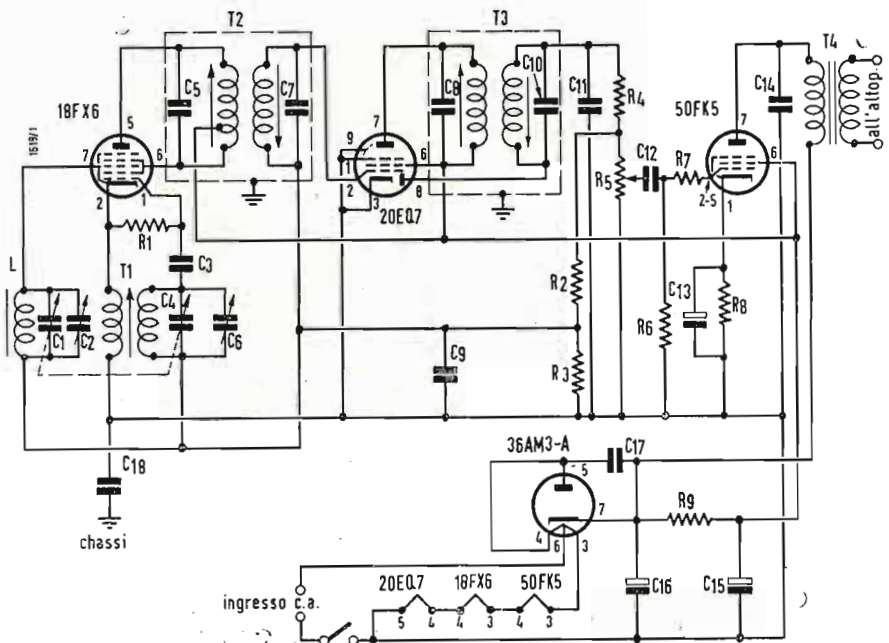 T2
T3
T4
18FX6
1619/1
5
7
6
2
1
C5
C7
R1
C3
L
T1
C1
C2
C4
C6
C18
chassi
9
1
2
3
7
6
8
20EQ7
C8
C10
C11
R4
R5
C12
R7
R2
R3
R6
C9
50FK5
7
6
2-S
1
C14
C13
R8
all'altop.
36AM3-A
5
7
4
6
3
C17
R9
C16
C15
ingresso c.a.
20EQ7
18FX6
50FK5
5
4
4
3
4
3